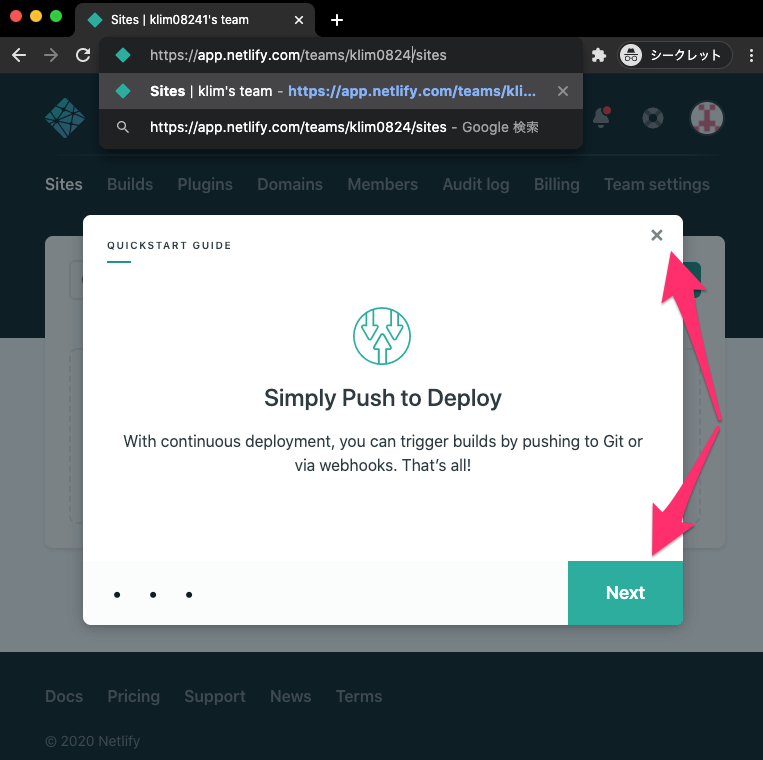 Sites | klim08241's team
https://app.netlify.com/teams/klim0824/sites
シークレット
Sites | klim's team - https://app.netlify.com/teams/kli...
https://app.netlify.com/teams/klim0824/sites - Google 検索
Sites Builds Plugins Domains Members Audit log Billing Team settings
QUICKSTART GUIDE
Simply Push to Deploy
With continuous deployment, you can trigger builds by pushing to Git or
via webhooks. That’s all!
Next
Docs Pricing Support News Terms
© 2020 Netlify